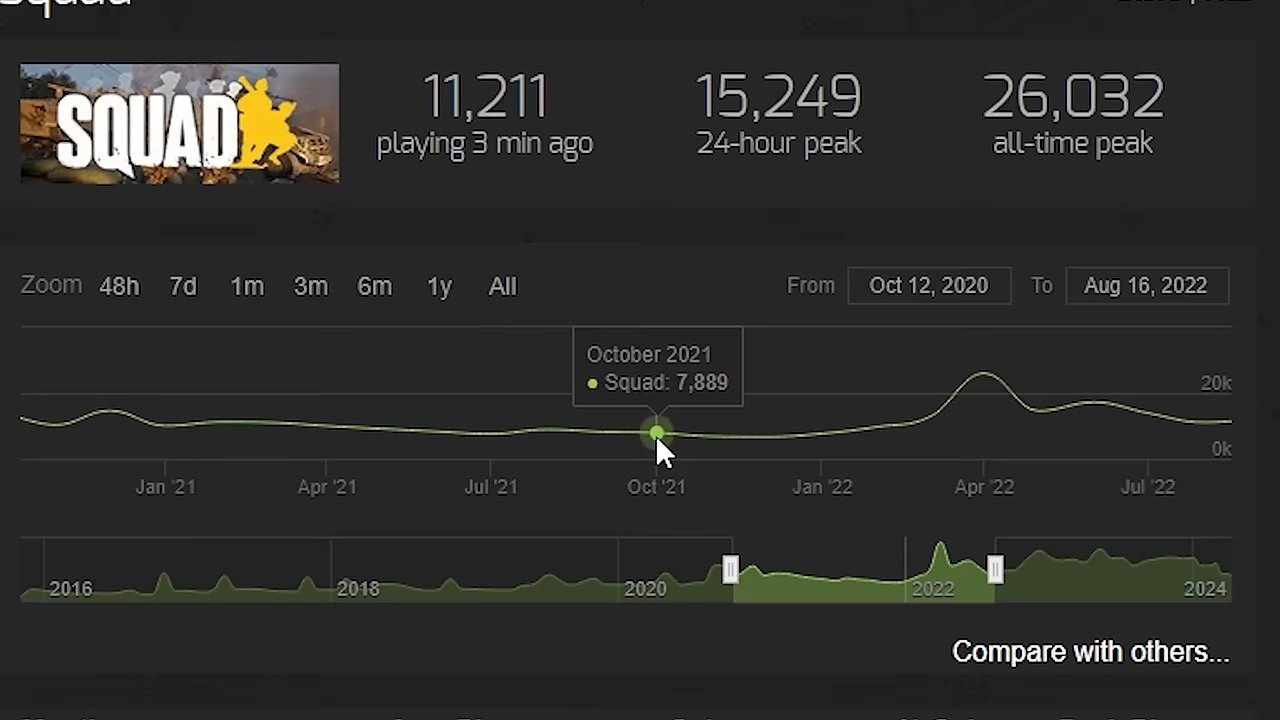 Squad
SQUAD
11,211
playing 3 min ago
15,249
24-hour peak
26,032
all-time peak
Zoom 48h 7d 1m 3m 6m 1y All
From Oct 12, 2020 To Aug 16, 2022
October 2021
Squad: 7,889
20k
0k
Jan '21 Apr '21 Jul '21 Oct '21 Jan '22 Apr '22 Jul '22
2016 2018 2020 2022 2024
Compare with others...